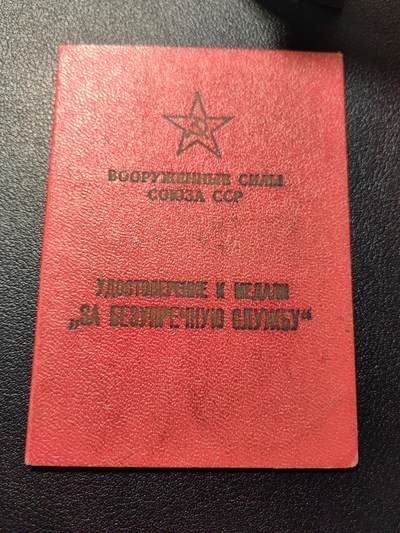 ВООРУЖЕННЫЕ СИЛЫ
СОЮЗА ССР
УДОСТОВЕРЕНИЕ К МЕДАЛИ
„ЗА БЕЗУПРЕЧНУЮ СЛУЖБУ“